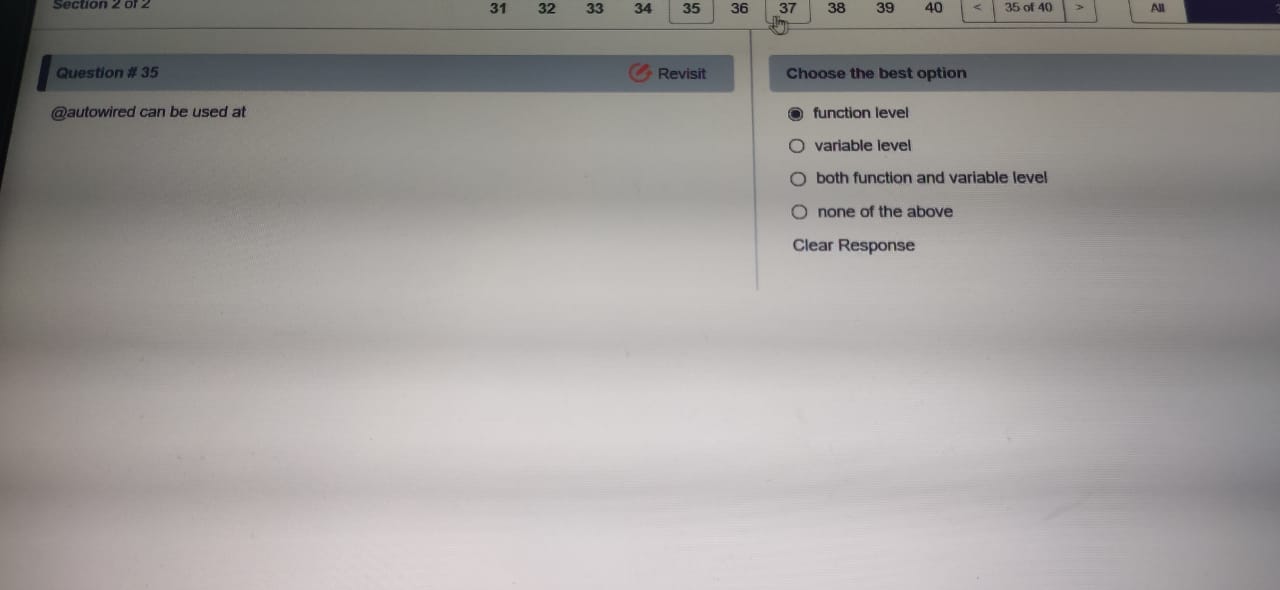 Section 2 of 2
31 32 33 34 35 36 37 38 39 40 < 35 of 40 > All
Question # 35
Revisit
@autowired can be used at
Choose the best option
function level
variable level
both function and variable level
none of the above
Clear Response